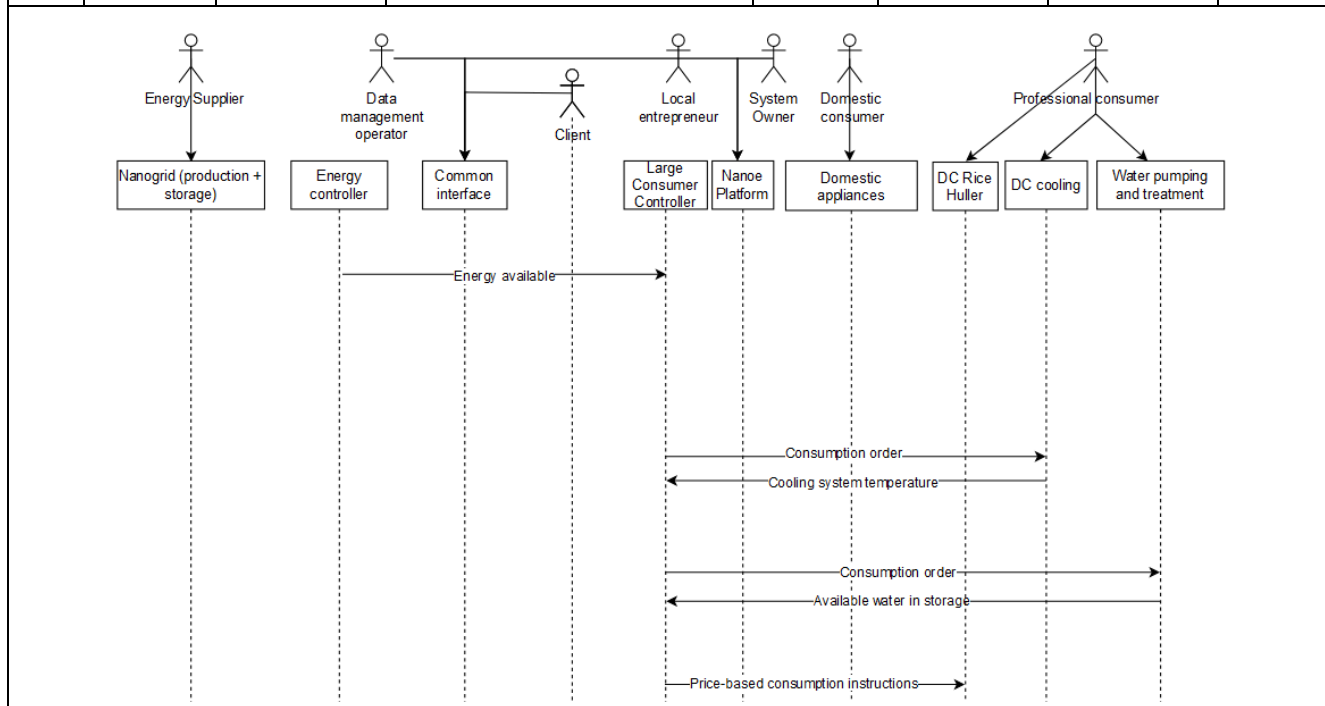 Energy Supplier
Data
management
operator
Client
Local
entrepreneur
System
Owner
Domestic
consumer
Professional consumer
Nanogrid (production +
storage)
Energy
controller
Common
interface
Large
Consumer
Controller
Nanoe
Platform
Domestic
appliances
DC Rice
Huller
DC cooling
Water pumping
and treatment
Energy available
Consumption order
Cooling system temperature
Consumption order
Available water in storage
Price-based consumption instructions